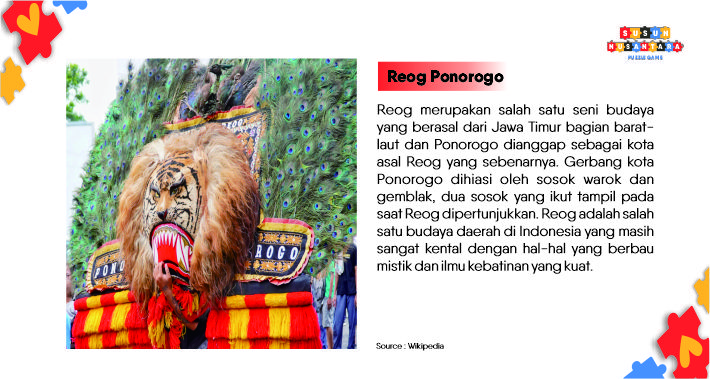 SUSUN
NUSANTARA
PUZZLE GAME
Reog Ponorogo
Reog merupakan salah satu seni budaya
yang berasal dari Jawa Timur bagian barat-
laut dan Ponorogo dianggap sebagai kota
asal Reog yang sebenarnya. Gerbang kota
Ponorogo dihiasi oleh sosok warok dan
gemblak, dua sosok yang ikut tampil pada
saat Reog dipertunjukkan. Reog adalah salah
satu budaya daerah di Indonesia yang masih
sangat kental dengan hal-hal yang berbau
mistik dan ilmu kebatinan yang kuat.
REOG
PONO
ROGO
Source : Wikipedia